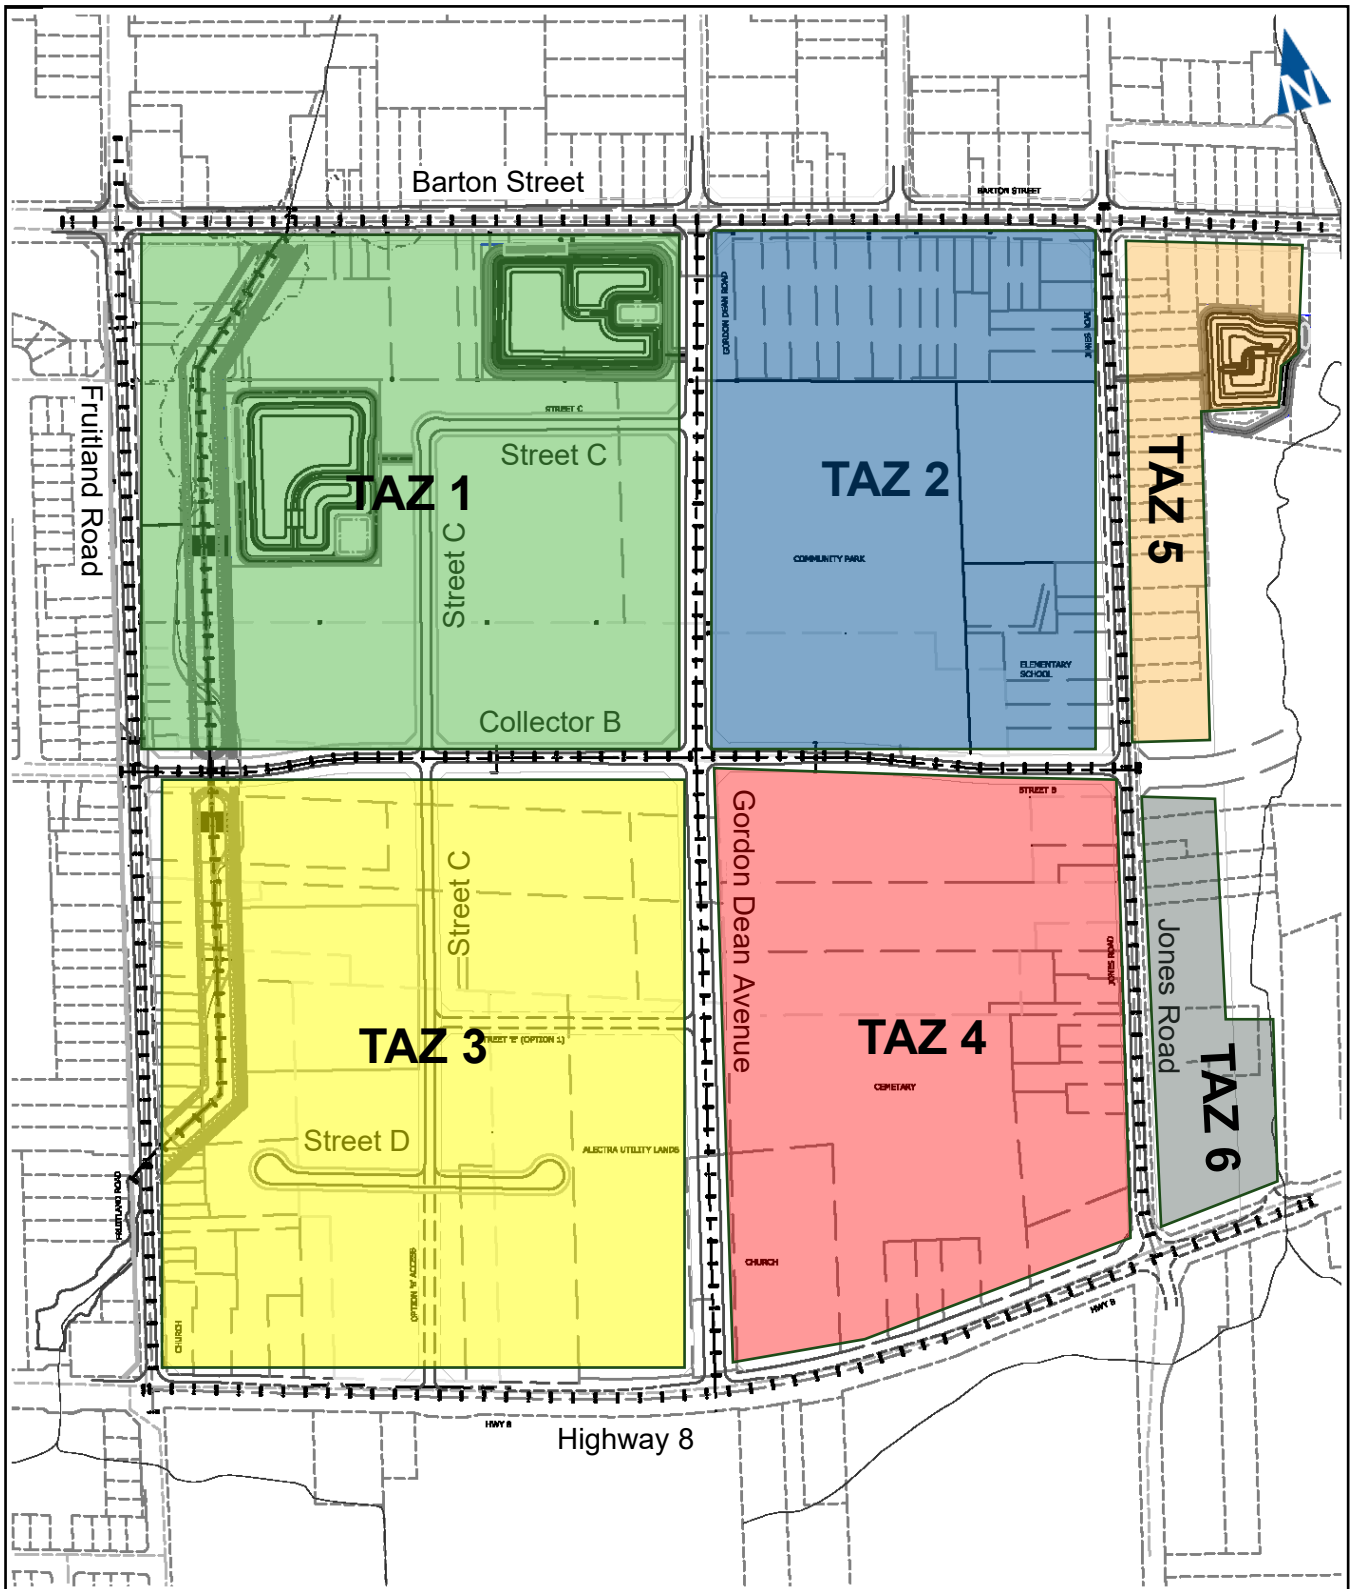 N
Barton Street
BARTON STREET
GORDON DEAN ROAD
JONES ROAD
Fruitland Road
STREET C
Street C
TAZ 1
TAZ 2
TAZ 5
Street C
COMMUNITY PARK
ELEMENTARY
SCHOOL
Collector B
STREET B
Gordon Dean Avenue
Street C
JONES ROAD
Jones Road
TAZ 3
STREET 'E' (OPTION 1)
TAZ 4
TAZ 6
CEMETARY
Street D
ALECTRA UTILITY LANDS
FRUITLAND ROAD
CHURCH
OPTION 'B' ACCESS
CHURCH
HWY 8
HWY 8
Highway 8